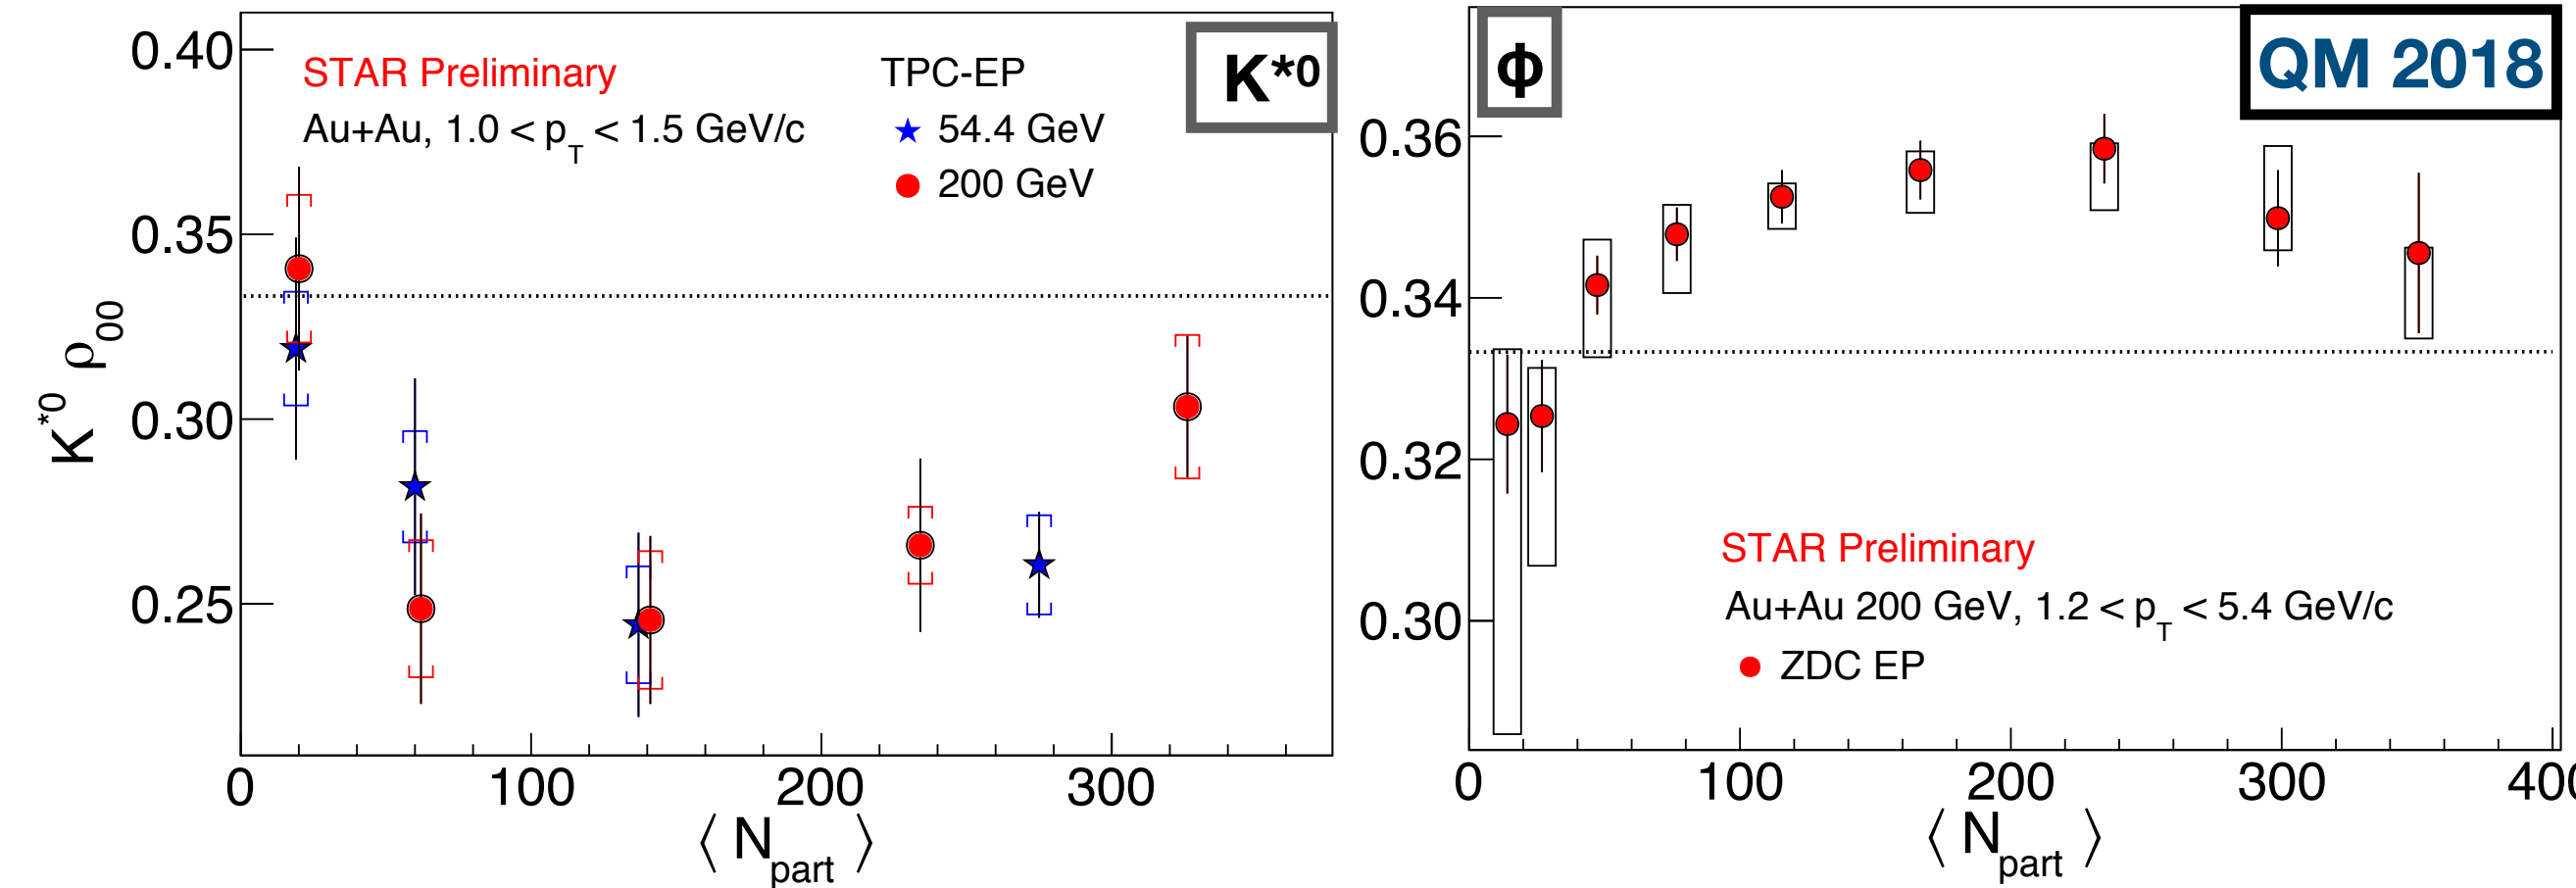 0.40
0.35
0.30
0.25
K*0 ρ00
STAR Preliminary
Au+Au, 1.0 < pT < 1.5 GeV/c
TPC-EP
54.4 GeV
200 GeV
K*0
0 100 200 300
⟨ Npart ⟩
ϕ
QM 2018
0.36
0.34
0.32
0.30
STAR Preliminary
Au+Au 200 GeV, 1.2 < pT < 5.4 GeV/c
ZDC EP
0 100 200 300 400
⟨ Npart ⟩